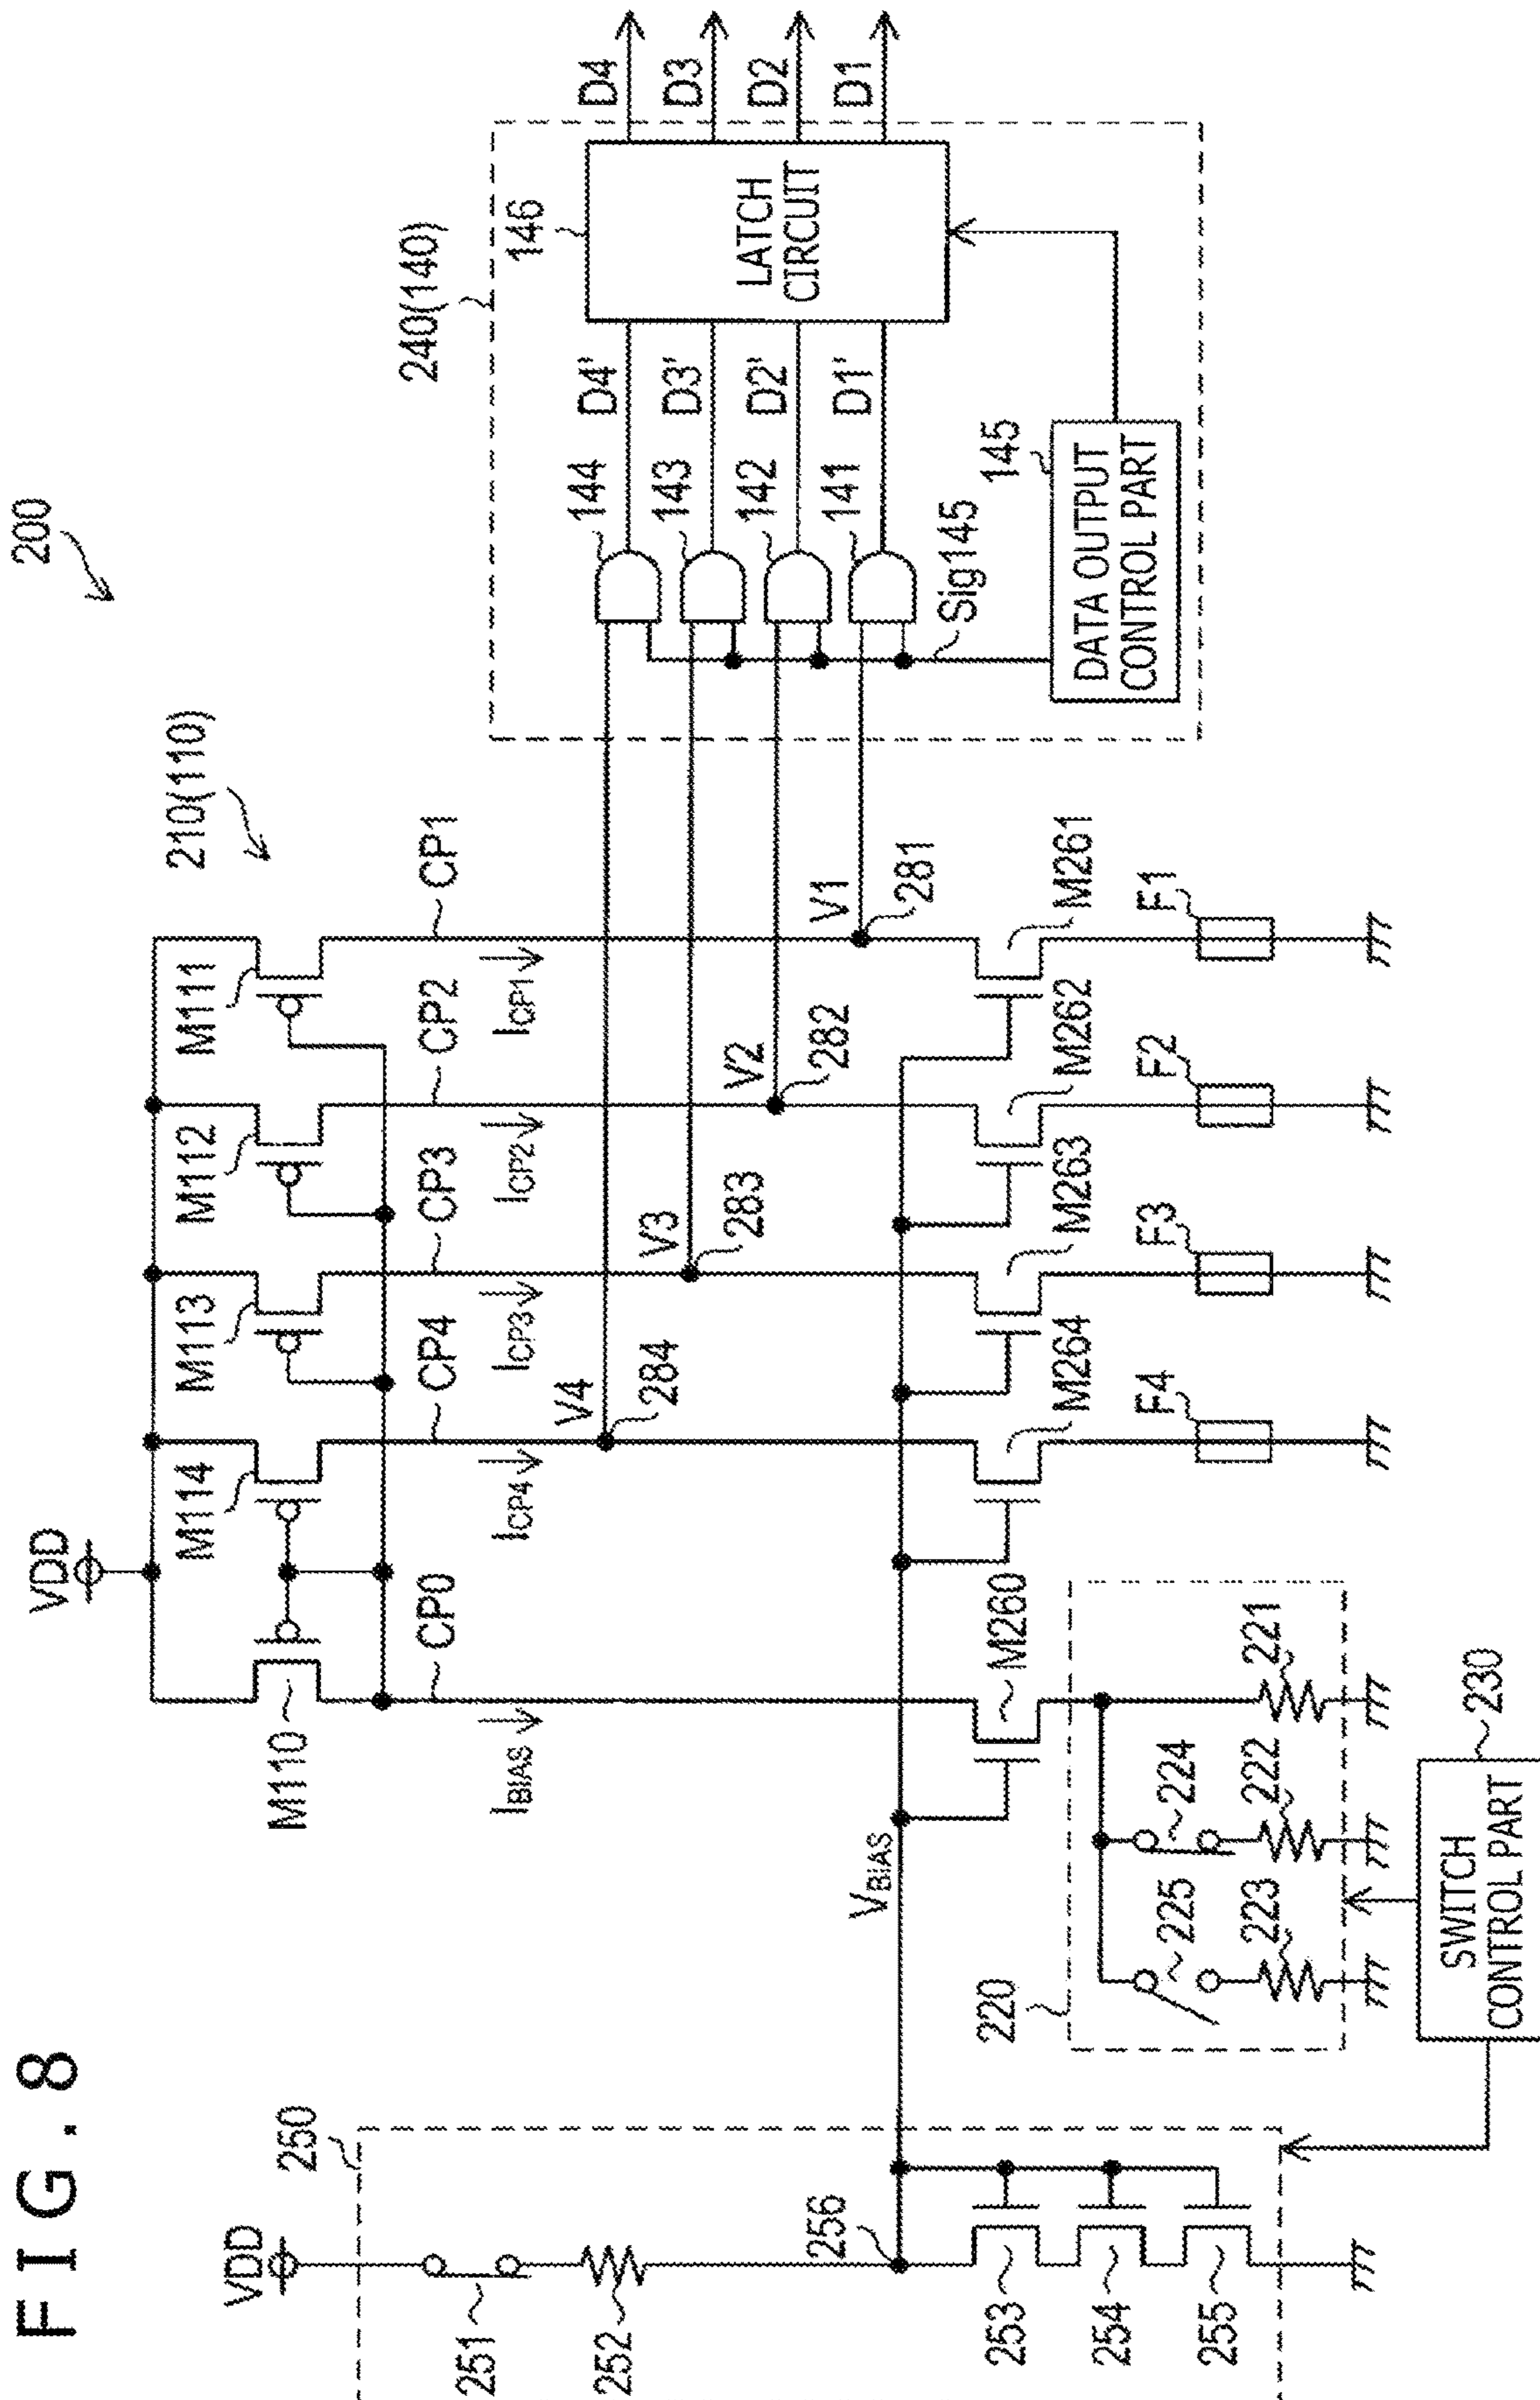 FIG. 8
200
VDD
210(110)
M110
M114
M113
M112
M111
CP0
CP4
CP3
CP2
CP1
IBIAS
ICP4
ICP3
ICP2
ICP1
V4
284
V3
283
V2
282
V1
281
240(140)
144
143
142
141
D4'
D3'
D2'
D1'
146
LATCH
CIRCUIT
D4
D3
D2
D1
Sig145
145
DATA OUTPUT
CONTROL PART
250
VDD
251
252
256
253
254
255
VBIAS
M260
M264
M263
M262
M261
F4
F3
F2
F1
220
225
224
223
222
221
230
SWITCH
CONTROL PART